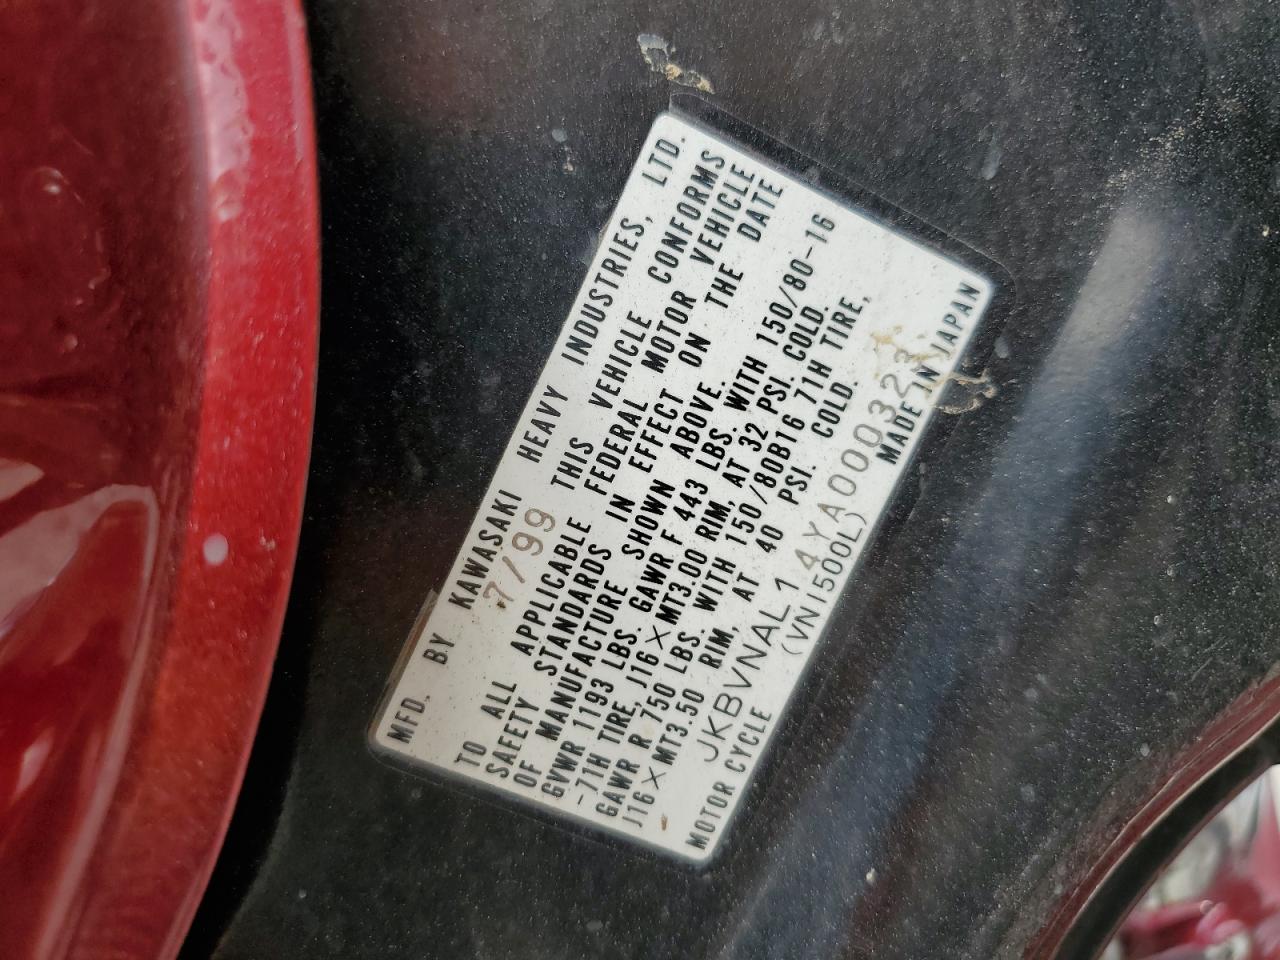 MFD. BY KAWASAKI HEAVY INDUSTRIES, LTD.
7/99 THIS VEHICLE CONFORMS
TO ALL APPLICABLE FEDERAL MOTOR VEHICLE
SAFETY STANDARDS IN EFFECT ON THE DATE
OF MANUFACTURE SHOWN ABOVE.
GVWR 1193 LBS. GAWR F 443 LBS. WITH 150/80-16
-71H TIRE, J16×MT3.00 RIM, AT 32 PSI. COLD.
GAWR R 750 LBS. WITH 150/80B16 71H TIRE,
J16×MT3.50 RIM, AT 40 PSI. COLD.
JKBVNAL14YA000323
MOTOR CYCLE (VN1500L) MADE IN JAPAN